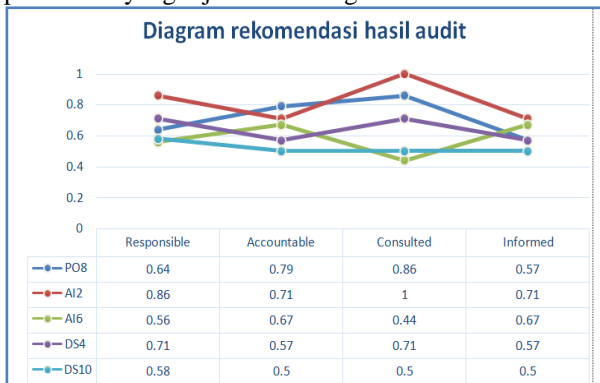 Diagram rekomendasi hasil audit
1
0.8
0.6
0.4
0.2
0
Responsible Accountable Consulted Informed
PO8 0.64 0.79 0.86 0.57
AI2 0.86 0.71 1 0.71
AI6 0.56 0.67 0.44 0.67
DS4 0.71 0.57 0.71 0.57
DS10 0.58 0.5 0.5 0.5